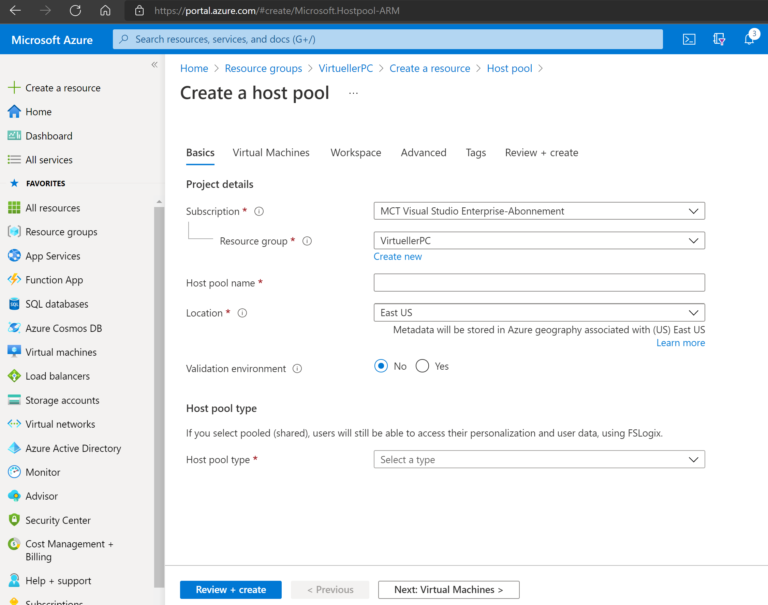 https://portal.azure.com/#create/Microsoft.Hostpool-ARM
Microsoft Azure
Search resources, services, and docs (G+/)
3
«
Home > Resource groups > VirtuellerPC > Create a resource > Host pool >
Create a host pool ...
Create a resource
Home
Dashboard
All services
FAVORITES
All resources
Resource groups
App Services
Function App
SQL databases
Azure Cosmos DB
Virtual machines
Load balancers
Storage accounts
Virtual networks
Azure Active Directory
Monitor
Advisor
Security Center
Cost Management +
Billing
Help + support
Subscriptions
Basics Virtual Machines Workspace Advanced Tags Review + create
Project details
Subscription * MCT Visual Studio Enterprise-Abonnement
Resource group * VirtuellerPC
Create new
Host pool name *
Location * East US
Metadata will be stored in Azure geography associated with (US) East US
Learn more
Validation environment No Yes
Host pool type
If you select pooled (shared), users will still be able to access their personalization and user data, using FSLogix.
Host pool type * Select a type
Review + create < Previous Next: Virtual Machines >